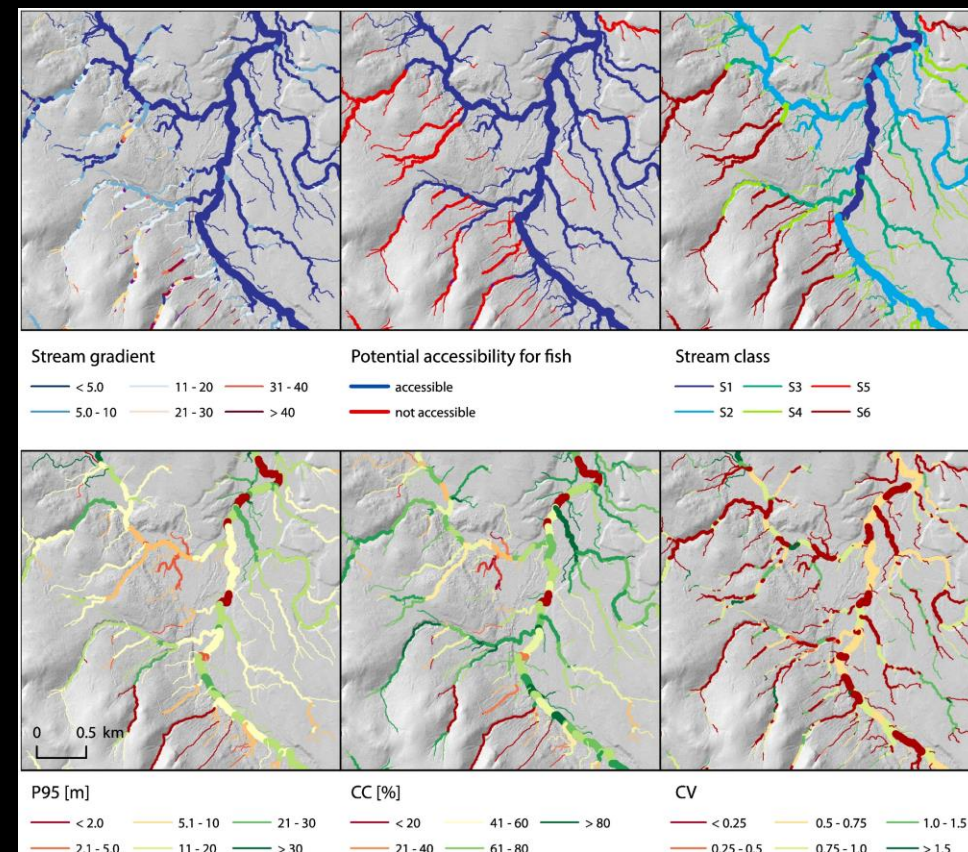 Stream gradient
< 5.0 11 - 20 31 - 40
5.0 - 10 21 - 30 > 40
Potential accessibility for fish
accessible
not accessible
Stream class
S1 S3 S5
S2 S4 S6
0 0.5 km
P95 [m]
< 2.0 5.1 - 10 21 - 30
2.1 - 5.0 11 - 20 > 30
CC [%]
< 20 41 - 60 > 80
21 - 40 61 - 80
CV
< 0.25 0.5 - 0.75 1.0 - 1.5
0.25 - 0.5 0.75 - 1.0 > 1.5